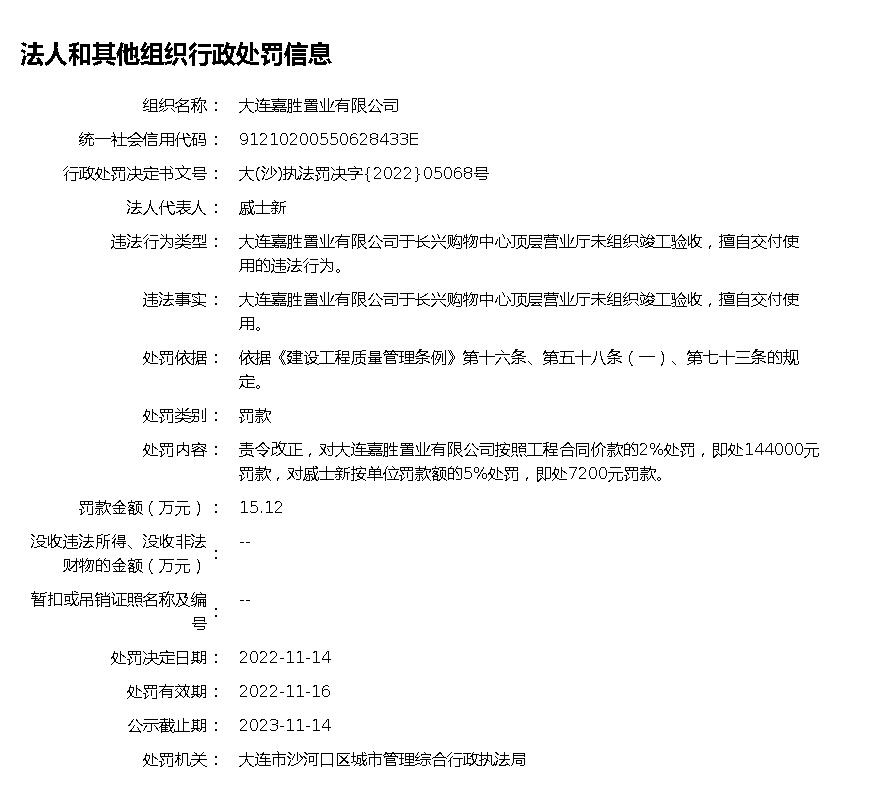 法人和其他组织行政处罚信息
组织名称： 大连嘉胜置业有限公司
统一社会信用代码： 91210200550628433E
行政处罚决定书文号： 大(沙)执法罚决字{2022}05068号
法人代表人： 戚士新
违法行为类型： 大连嘉胜置业有限公司于长兴购物中心顶层营业厅未组织竣工验收，擅自交付使
用的违法行为。
违法事实： 大连嘉胜置业有限公司于长兴购物中心顶层营业厅未组织竣工验收，擅自交付使
用。
处罚依据： 依据《建设工程质量管理条例》第十六条、第五十八条（一）、第七十三条的规
定。
处罚类别： 罚款
处罚内容： 责令改正，对大连嘉胜置业有限公司按照工程合同价款的2%处罚，即处144000元
罚款，对戚士新按单位罚款额的5%处罚，即处7200元罚款。
罚款金额（万元）： 15.12
没收违法所得、没收非法
财物的金额（万元）： --
暂扣或吊销证照名称及编
号： --
处罚决定日期： 2022-11-14
处罚有效期： 2022-11-16
公示截止期： 2023-11-14
处罚机关： 大连市沙河口区城市管理综合行政执法局